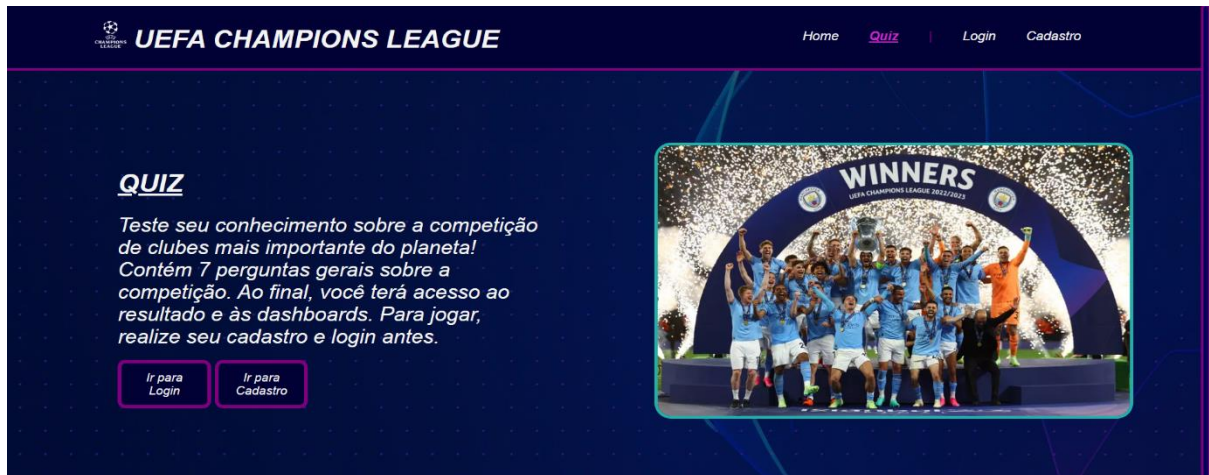 UEFA CHAMPIONS LEAGUE
Home Quiz | Login Cadastro
CHAMPIONS
LEAGUE
QUIZ
Teste seu conhecimento sobre a competição
de clubes mais importante do planeta!
Contém 7 perguntas gerais sobre a
competição. Ao final, você terá acesso ao
resultado e às dashboards. Para jogar,
realize seu cadastro e login antes.
Ir para
Login
Ir para
Cadastro
WINNERS
UEFA CHAMPIONS LEAGUE 2022/2023